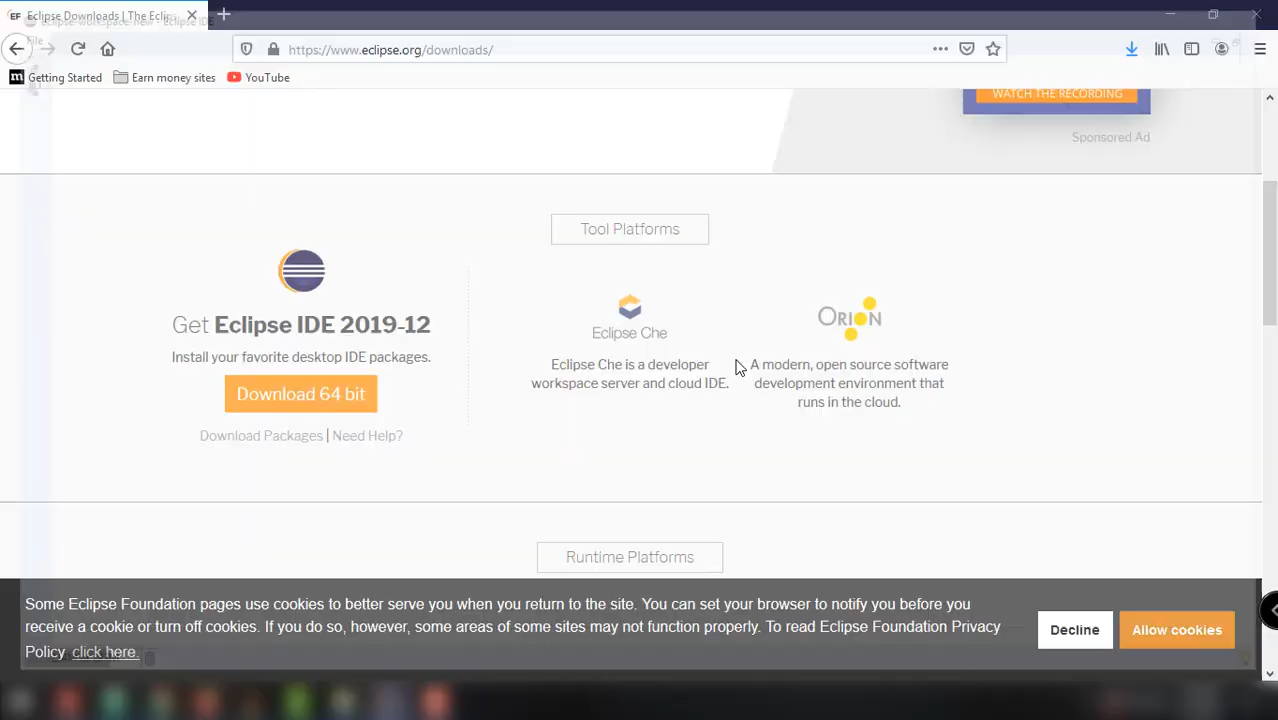 Eclipse Downloads | The Eclip
eclipse-workspace-new - Eclipse IDE
File
https://www.eclipse.org/downloads/
Getting Started
Earn money sites
YouTube
WATCH THE RECORDING
Sponsored Ad
Tool Platforms
Get Eclipse IDE 2019-12
Install your favorite desktop IDE packages.
Download 64 bit
Download Packages | Need Help?
Eclipse Che
Eclipse Che is a developer
workspace server and cloud IDE.
ORION
A modern, open source software
development environment that
runs in the cloud.
Runtime Platforms
Some Eclipse Foundation pages use cookies to better serve you when you return to the site. You can set your browser to notify you before you
receive a cookie or turn off cookies. If you do so, however, some areas of some sites may not function properly. To read Eclipse Foundation Privacy
Policy click here.
Decline
Allow cookies